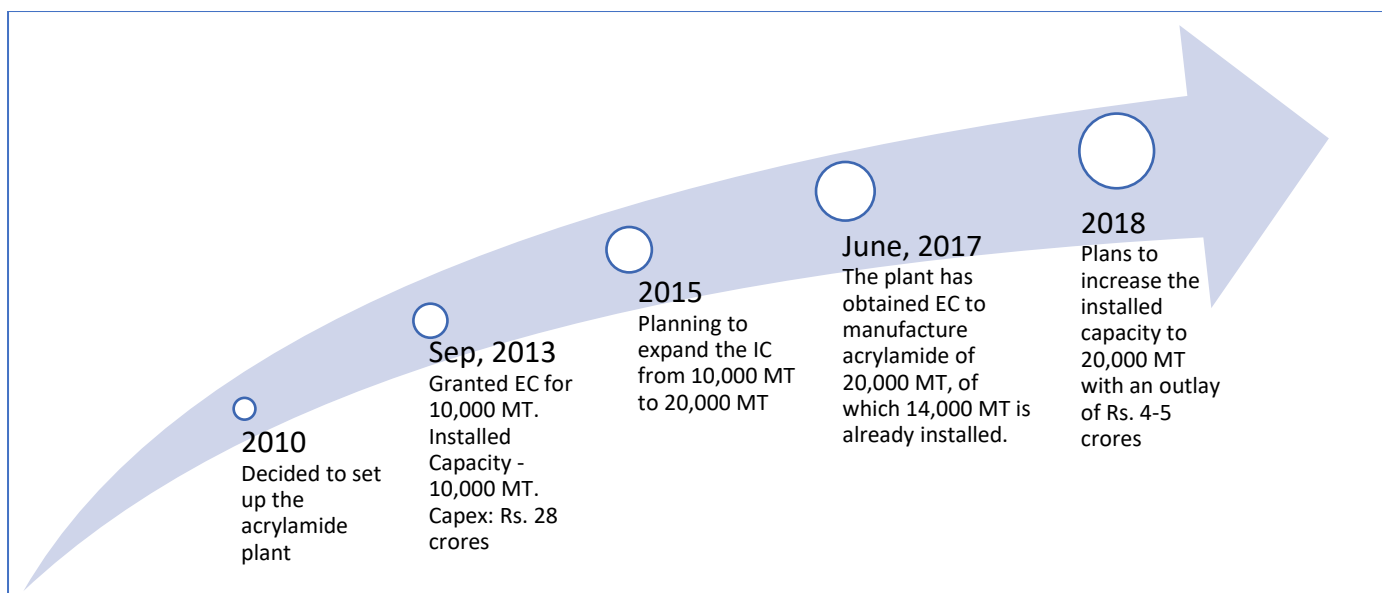 2010
Decided to set
up the
acrylamide
plant
Sep, 2013
Granted EC for
10,000 MT.
Installed
Capacity -
10,000 MT.
Capex: Rs. 28
crores
2015
Planning to
expand the IC
from 10,000 MT
to 20,000 MT
June, 2017
The plant has
obtained EC to
manufacture
acrylamide of
20,000 MT, of
which 14,000 MT is
already installed.
2018
Plans to
increase the
installed
capacity to
20,000 MT
with an outlay
of Rs. 4-5
crores